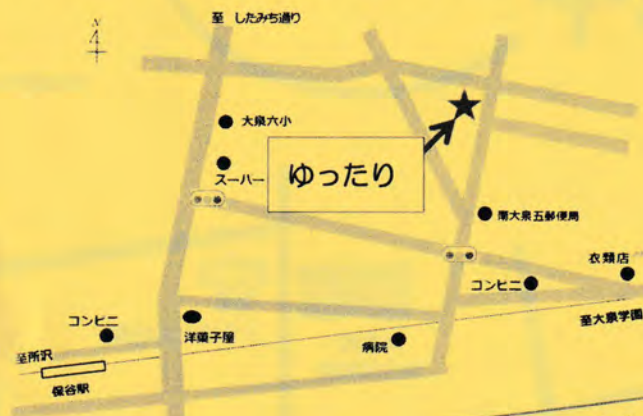 至 したみち通り
N
大泉六小
スーパー
ゆったり
南大泉五郵便局
衣類店
コンビニ
至大泉学園
コンビニ
洋菓子屋
病院
至所沢
保谷駅